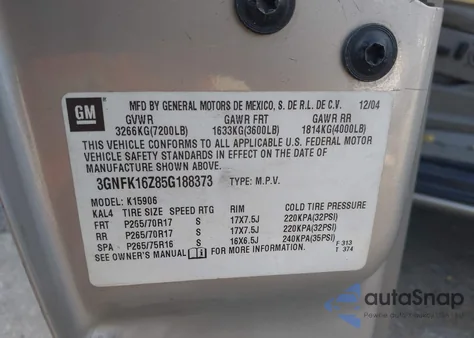 GM
MFD BY GENERAL MOTORS DE MEXICO, S. DE R.L. DE C.V. 12/04
GVWR GAWR FRT GAWR RR
3266KG(7200LB) 1633KG(3600LB) 1814KG(4000LB)
THIS VEHICLE CONFORMS TO ALL APPLICABLE U.S. FEDERAL MOTOR
VEHICLE SAFETY STANDARDS IN EFFECT ON THE DATE OF
MANUFACTURE SHOWN ABOVE.
3GNFK16Z85G188373 TYPE: M.P.V.
MODEL: K15906
KAL4 TIRE SIZE SPEED RTG RIM COLD TIRE PRESSURE
FRT P265/70R17 S 17X7.5J 220KPA(32PSI)
RR P265/70R17 S 17X7.5J 220KPA(32PSI)
SPA P265/75R16 S 16X6.5J 240KPA(35PSI)
SEE OWNER'S MANUAL FOR MORE INFORMATION.
F 313
T 374
autoSnap